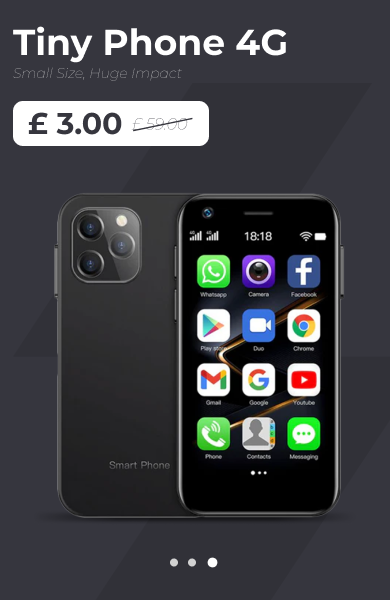 Tiny Phone 4G
Small Size, Huge Impact
£ 3.00 £ 59.00
18:18
Whatsapp Camera Facebook
Play store Duo Chrome
Gmail Google Youtube
Phone Contacts Messaging
Smart Phone